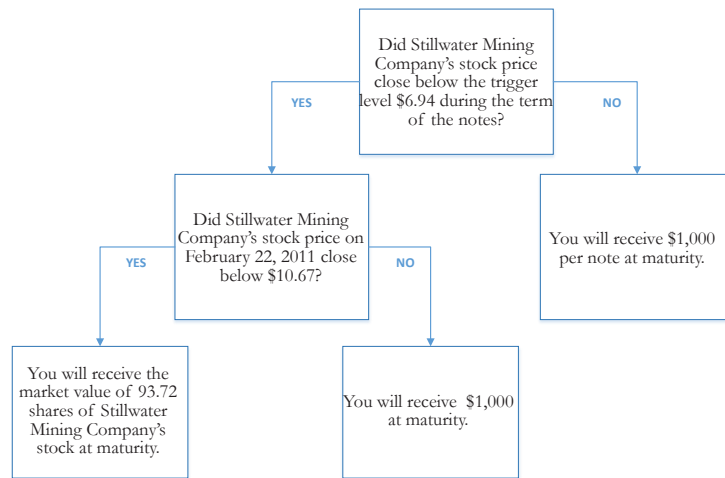 Did Stillwater Mining
Company's stock price
close below the trigger
level $6.94 during the term
of the notes?
YES
NO
Did Stillwater Mining
Company's stock price on
February 22, 2011 close
below $10.67?
You will receive $1,000
per note at maturity.
YES
NO
You will receive the
market value of 93.72
shares of Stillwater
Mining Company's
stock at maturity.
You will receive $1,000
at maturity.